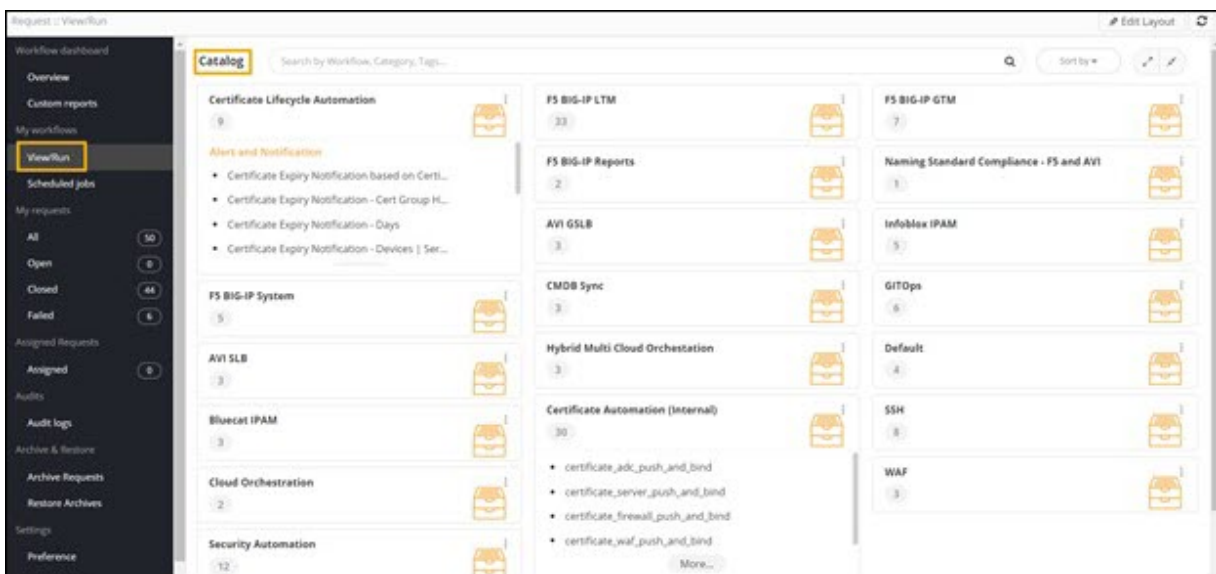 Request :: View/Run
Edit Layout
Workflow dashboard
Overview
Custom reports
My workflows
View/Run
Scheduled jobs
My requests
All 50
Open 0
Closed 44
Failed 6
Assigned Requests
Assigned 0
Audits
Audit logs
Archive & Restore
Archive Requests
Restore Archives
Settings
Preference
Catalog
Search by Workflow, Category, Tags...
Sort by
Certificate Lifecycle Automation
9
Alert and Notification
• Certificate Expiry Notification based on Certi...
• Certificate Expiry Notification - Cert Group H...
• Certificate Expiry Notification - Days
• Certificate Expiry Notification - Devices | Ser...
F5 BIG-IP System
5
AVI SLB
3
Bluecat IPAM
3
Cloud Orchestration
2
Security Automation
12
F5 BIG-IP LTM
33
F5 BIG-IP Reports
2
AVI GSLB
3
CMDB Sync
3
Hybrid Multi Cloud Orchestation
3
Certificate Automation (Internal)
30
• certificate_adc_push_and_bind
• certificate_server_push_and_bind
• certificate_firewall_push_and_bind
• certificate_waf_push_and_bind
More...
F5 BIG-IP GTM
7
Naming Standard Compliance - F5 and AVI
1
Infoblox IPAM
5
GITOps
6
Default
4
SSH
8
WAF
3